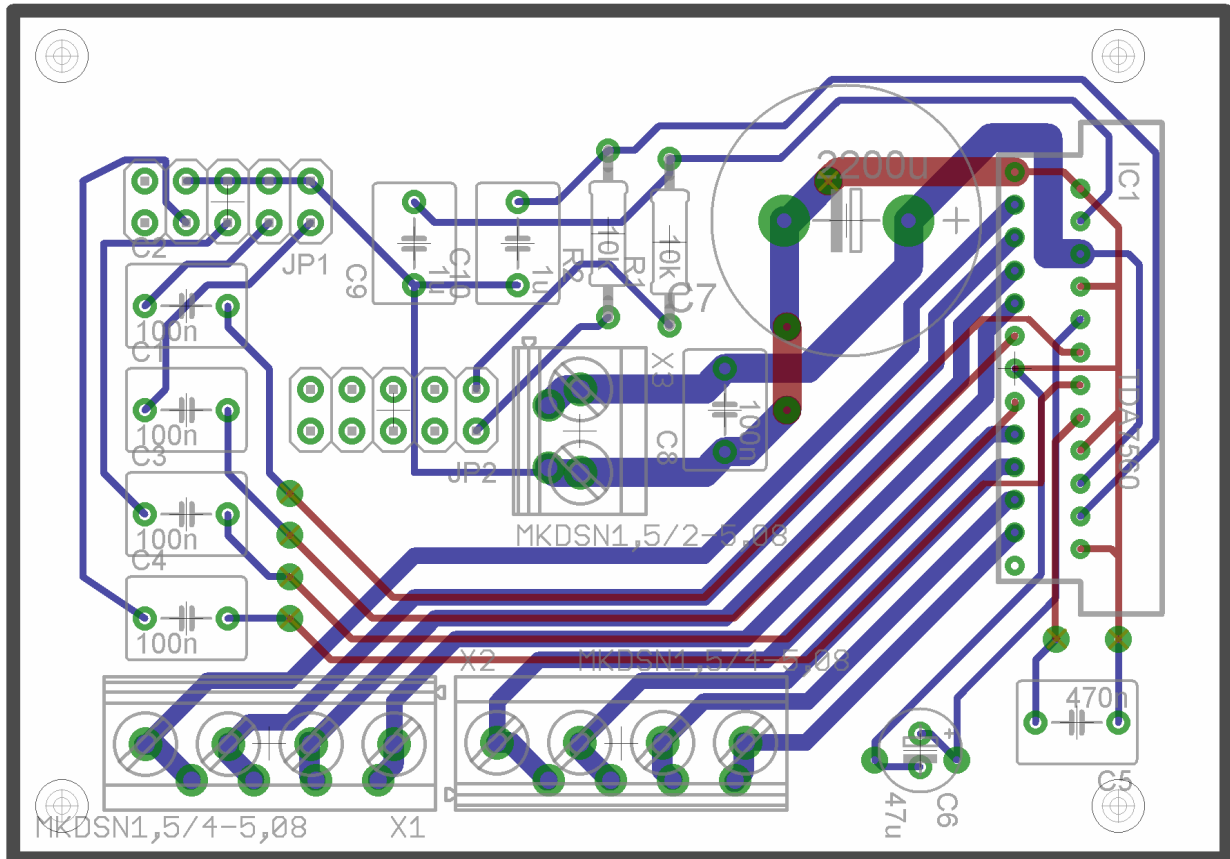 2200u
+
IC1
C2
JP1
C9
1u
C10
1u
R2
10k
R1
10k
C7
100n
C1
X3
100n
C8
TDA7560
100n
C3
JP2
MKDSN1,5/2-5,08
100n
C4
100n
X2
MKDSN1,5/4-5,08
470n
+
C5
47u
C6
MKDSN1,5/4-5,08
X1